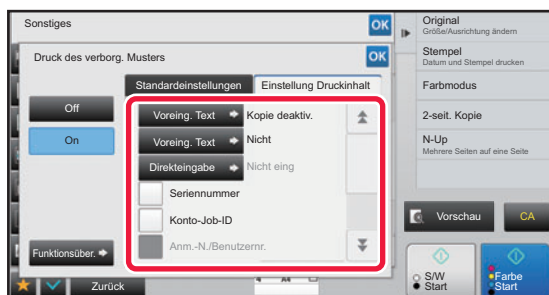 Sonstiges
OK
Druck des verborg. Musters
OK
Standardeinstellungen
Einstellung Druckinhalt
Off
On
Voreing. Text
Kopie deaktiv.
Voreing. Text
Nicht
Direkteingabe
Nicht eing
Seriennummer
Konto-Job-ID
Anm.-N./Benutzernr.
Funktionsüber.
Zurück
A4
Original
Größe/Ausrichtung ändern
Stempel
Datum und Stempel drucken
Farbmodus
2-seit. Kopie
N-Up
Mehrere Seiten auf eine Seite
Vorschau
CA
S/W
Start
Farbe
Start